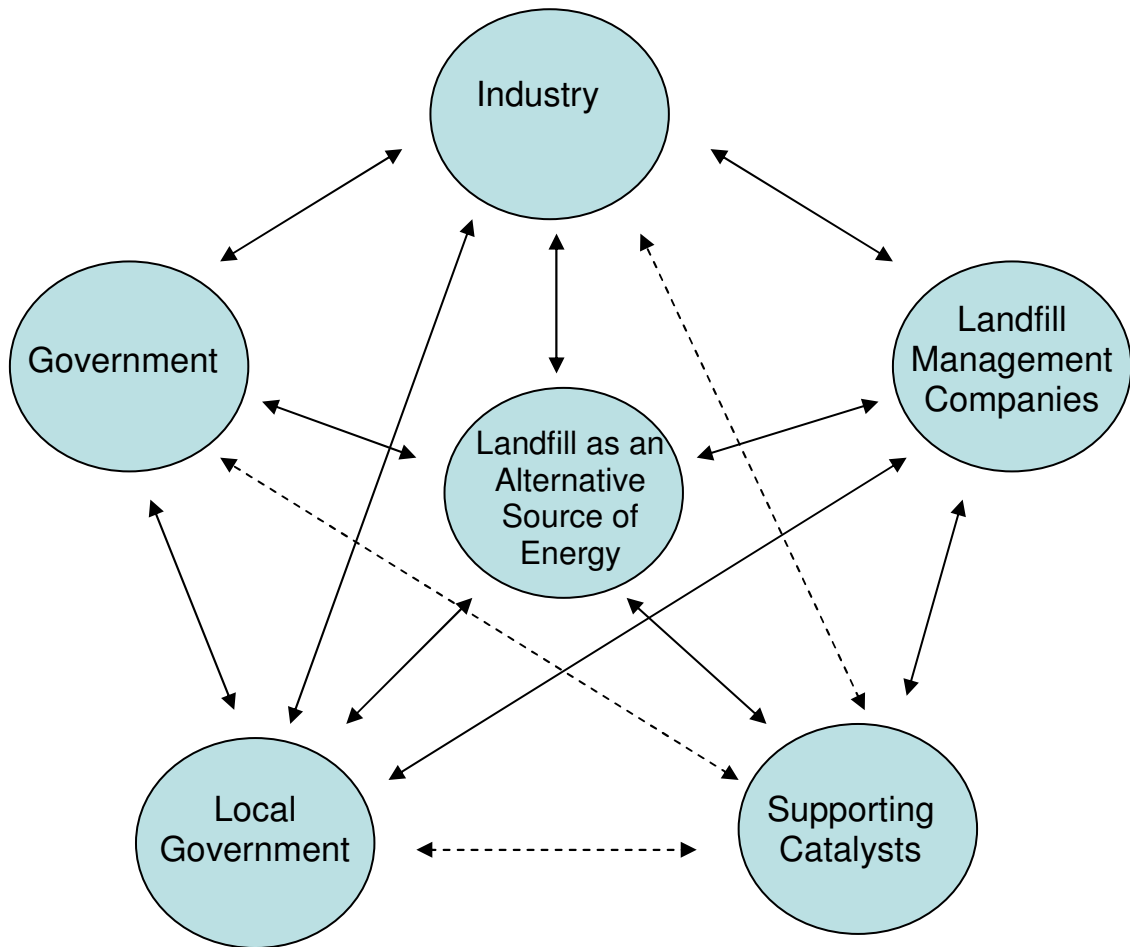 Industry
Government
Landfill
Management
Companies
Landfill as an
Alternative
Source of
Energy
Local
Government
Supporting
Catalysts